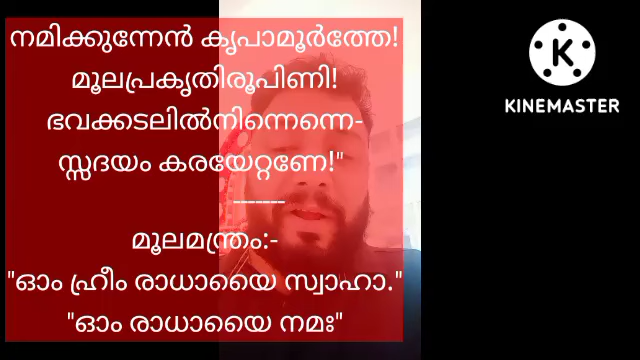 നമിക്കുന്നേൻ കൃപാമൂർത്തേ!
മൂലപ്രകൃതിരൂപിണി!
ഭവക്കടലിൽനിന്നെന്നെ-
സ്സദയം കരയേറ്റണേ!"
------
മൂലമന്ത്രം:-
"ഓം ഹ്രീം രാധായൈ സ്വാഹാ."
"ഓം രാധായൈ നമഃ"
K
KINEMASTER